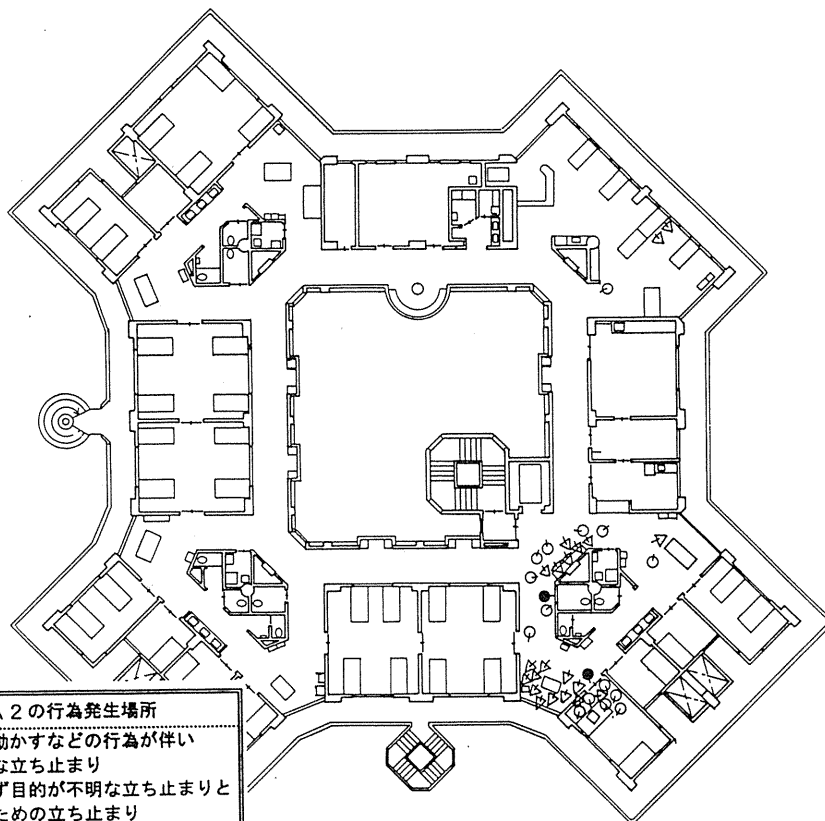 ２の行為発生場所
動かすなどの行為が伴い
な立ち止まり
ず目的が不明な立ち止まりと
ための立ち止まり